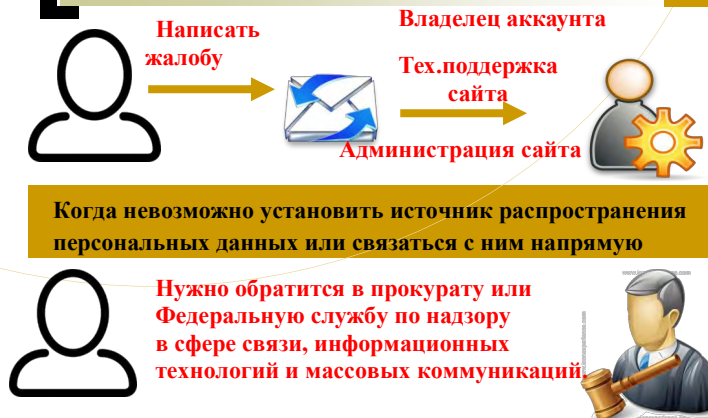 Написать
жалобу
Владелец аккаунта
Тех.поддержка
сайта
Администрация сайта
Когда невозможно установить источник распространения
персональных данных или связаться с ним напрямую
Нужно обратится в прокурату или
Федеральную службу по надзору
в сфере связи, информационных
технологий и массовых коммуникаций.